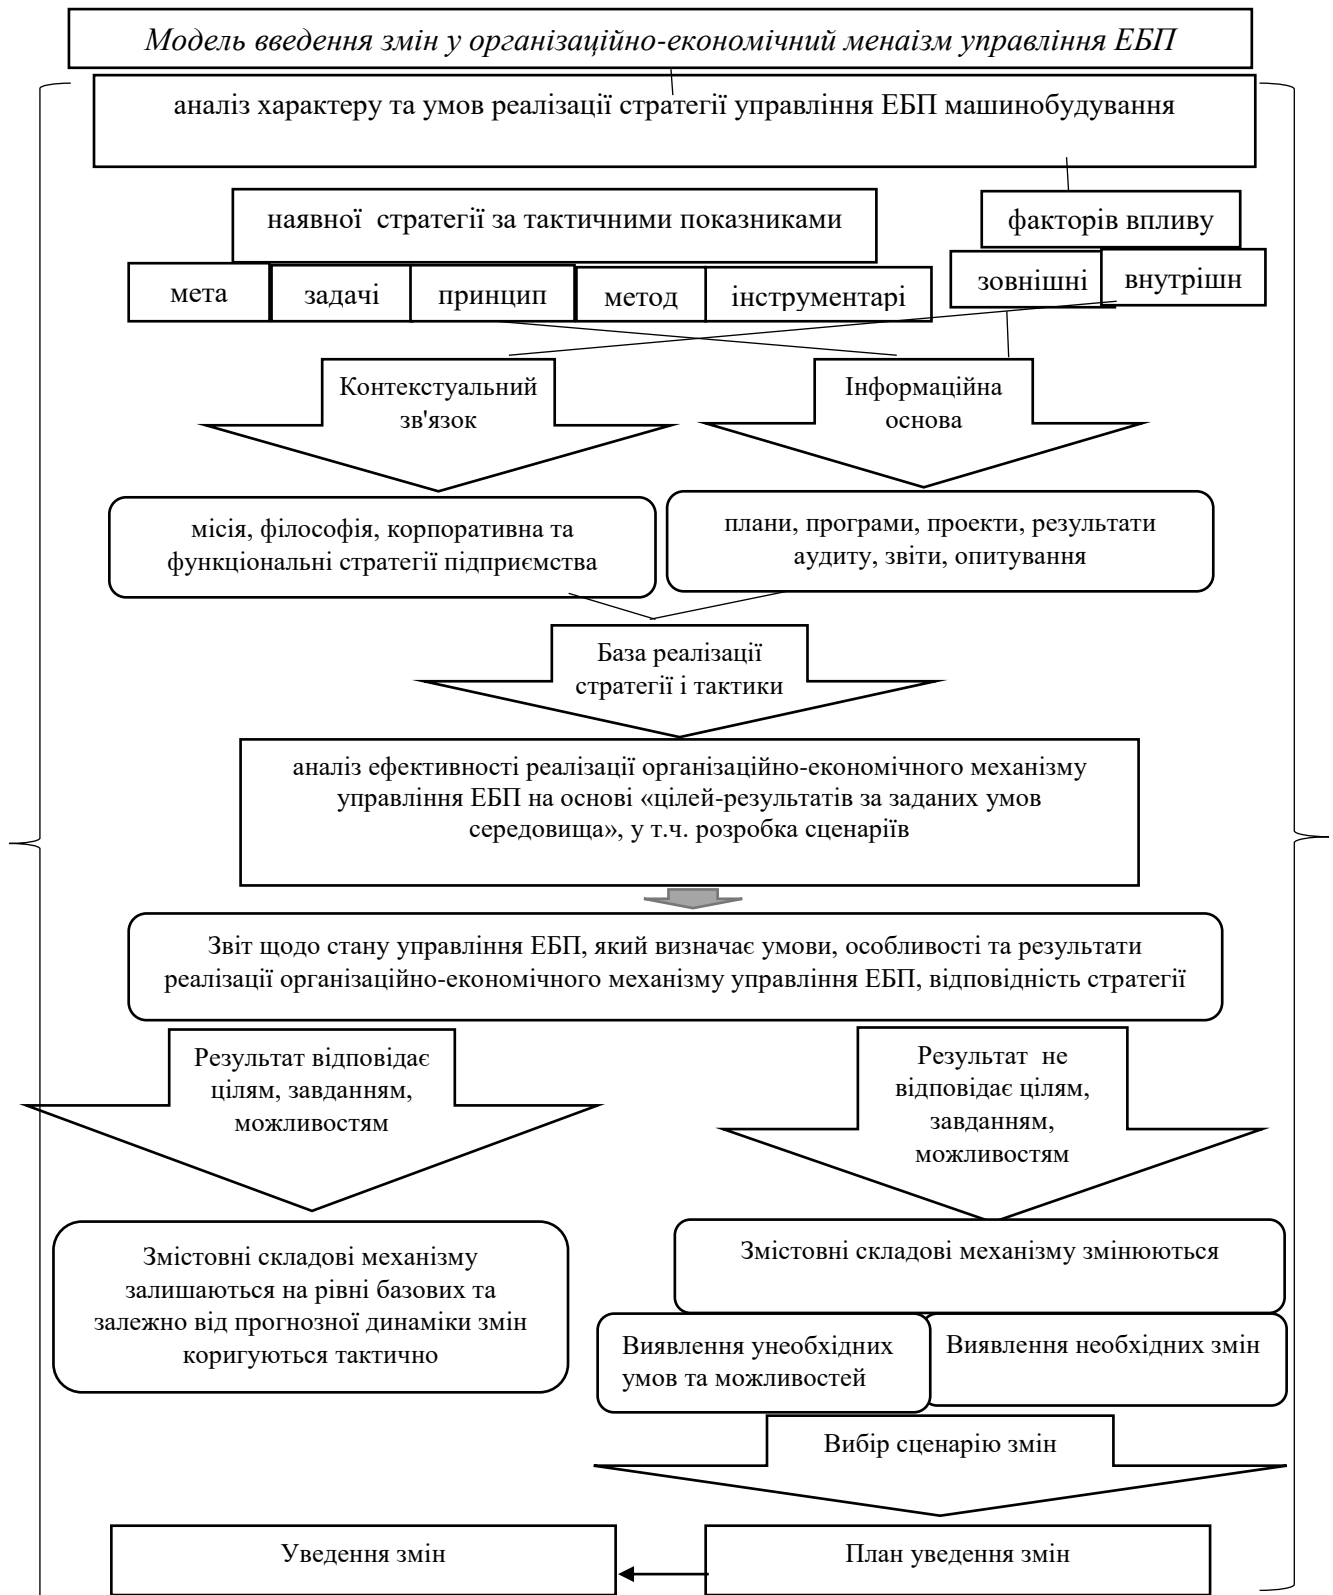 Модель введення змін у організаційно-економічний менаізм управління ЕБП
аналіз характеру та умов реалізації стратегії управління ЕБП машинобудування
наявної стратегії за тактичними показниками
факторів впливу
мета
задачі
принцип
метод
інструментарі
зовнішні
внутрішн
Контекстуальний
зв'язок
Інформаційна
основа
місія, філософія, корпоративна та
функціональні стратегії підприємства
плани, програми, проекти, результати
аудиту, звіти, опитування
База реалізації
стратегії і тактики
аналіз ефективності реалізації організаційно-економічного механізму
управління ЕБП на основі «цілей-результатів за заданих умов
середовища», у т.ч. розробка сценаріїв
Звіт щодо стану управління ЕБП, який визначає умови, особливості та результати
реалізації організаційно-економічного механізму управління ЕБП, відповідність стратегії
Результат відповідає
цілям, завданням,
можливостям
Результат не
відповідає цілям,
завданням,
можливостям
Змістовні складові механізму
залишаються на рівні базових та
залежно від прогнозної динаміки змін
коригуються тактично
Змістовні складові механізму змінюються
Виявлення унеобхідних
умов та можливостей
Виявлення необхідних змін
Вибір сценарію змін
Уведення змін
План уведення змін